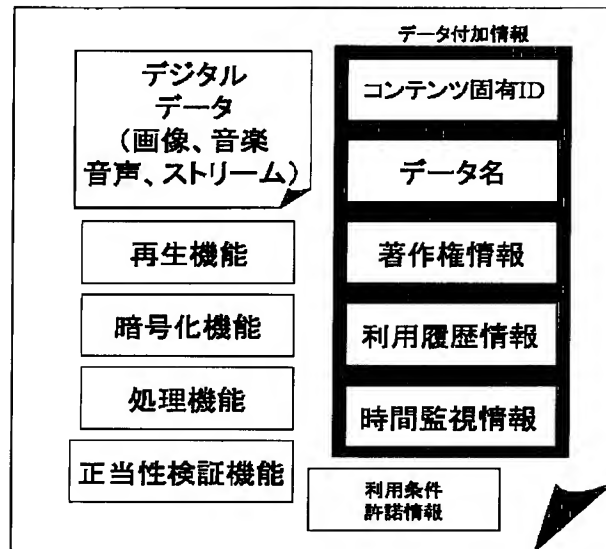 デジタル
データ
(画像、音楽
音声、ストリーム)
再生機能
暗号化機能
処理機能
正当性検証機能
データ付加情報
コンテンツ固有ID
データ名
著作権情報
利用履歴情報
時間監視情報
利用条件
許諾情報